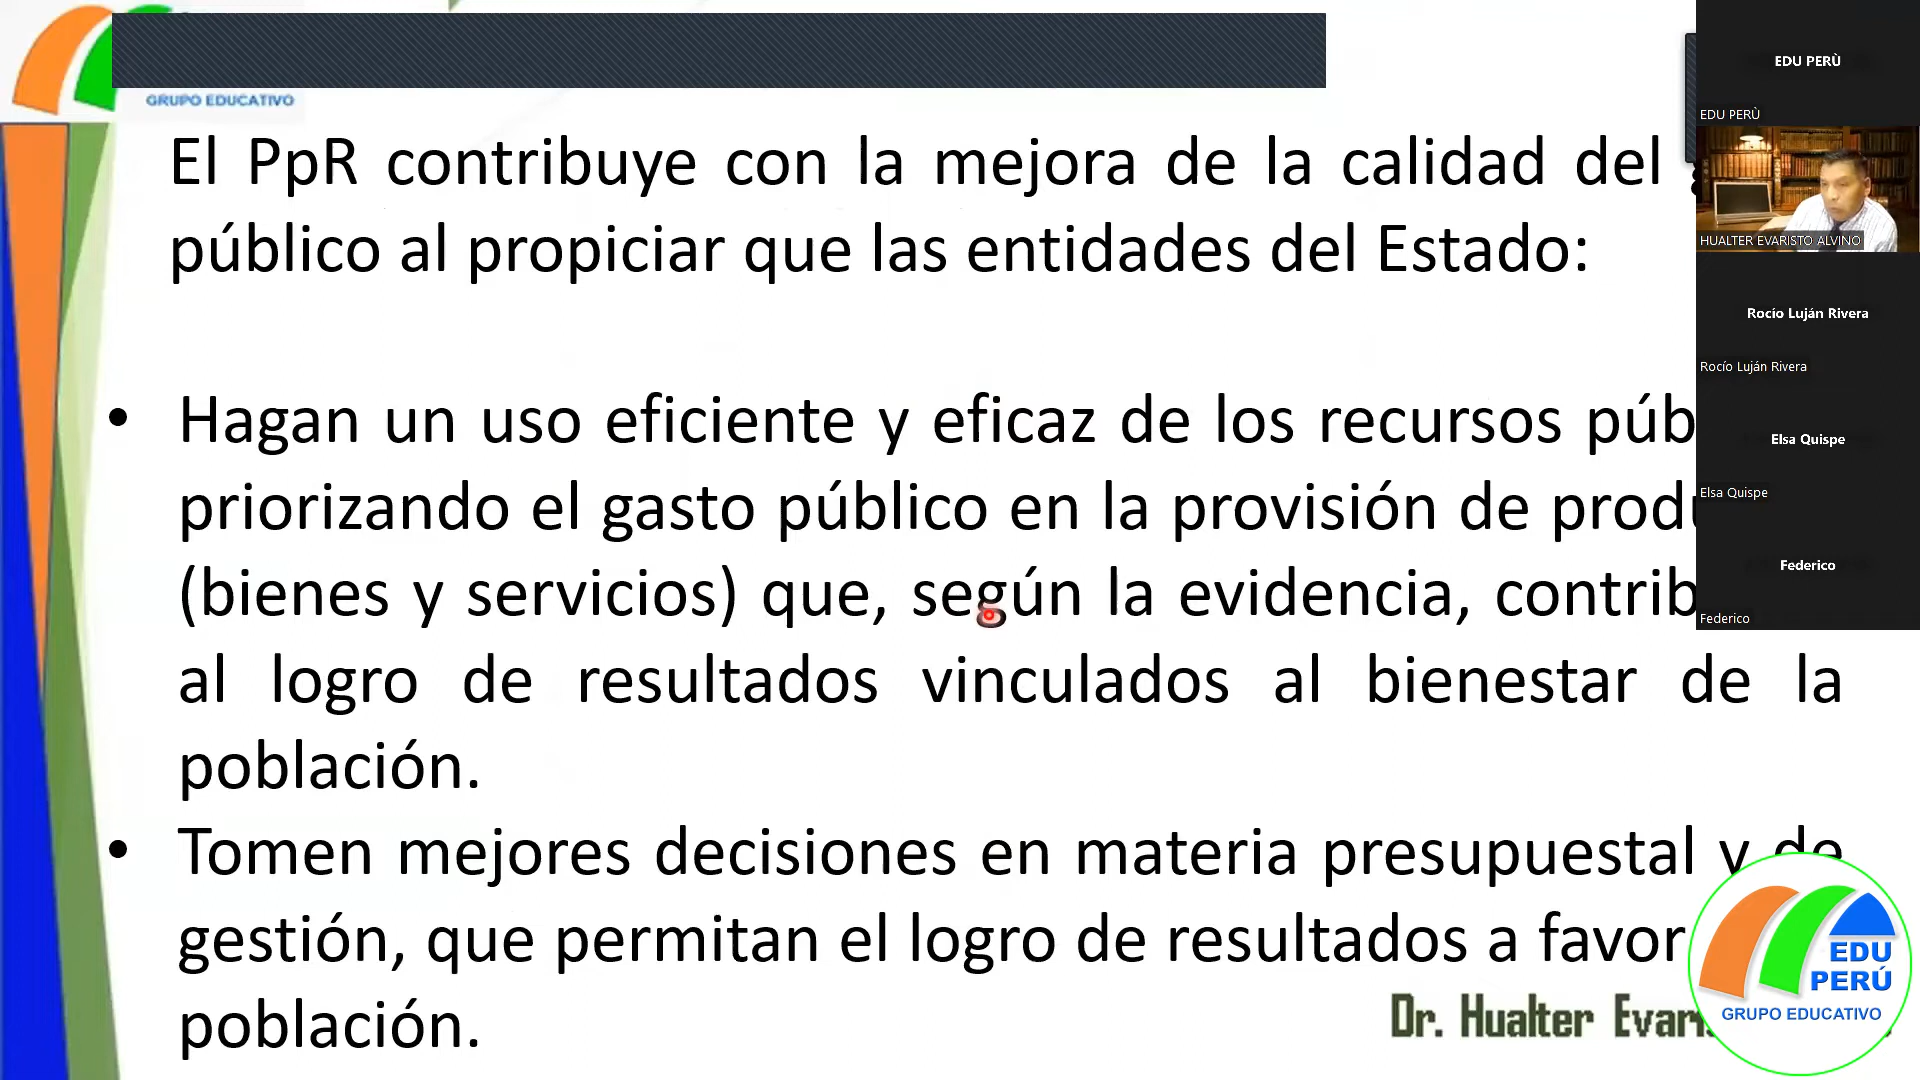 GRUPO EDUCATIVO
El PpR contribuye con la mejora de la calidad del
público al propiciar que las entidades del Estado:
• Hagan un uso eficiente y eficaz de los recursos púb
priorizando el gasto público en la provisión de produ
(bienes y servicios) que, según la evidencia, contrib
al logro de resultados vinculados al bienestar de la
población.
• Tomen mejores decisiones en materia presupuestal y de
gestión, que permitan el logro de resultados a favor
población.
Dr. Hualter Evaris
EDU PERÙ
EDU PERÙ
HUALTER EVARISTO ALVINO
Rocío Luján Rivera
Rocío Luján Rivera
Elsa Quispe
Elsa Quispe
Federico
Federico
EDU
PERÚ
GRUPO EDUCATIVO